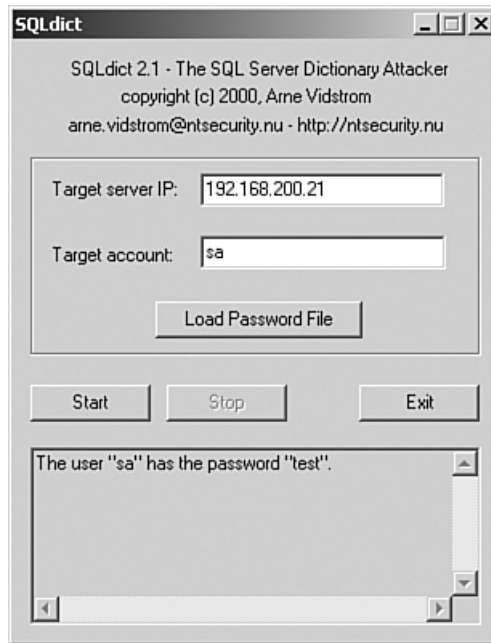 SQLdict
SQLdict 2.1 - The SQL Server Dictionary Attacker
copyright (c) 2000, Arne Vidstrom
arne.vidstrom@ntsecurity.nu - http://ntsecurity.nu
Target server IP: 192.168.200.21
Target account: sa
Load Password File
Start Stop Exit
The user "sa" has the password "test".